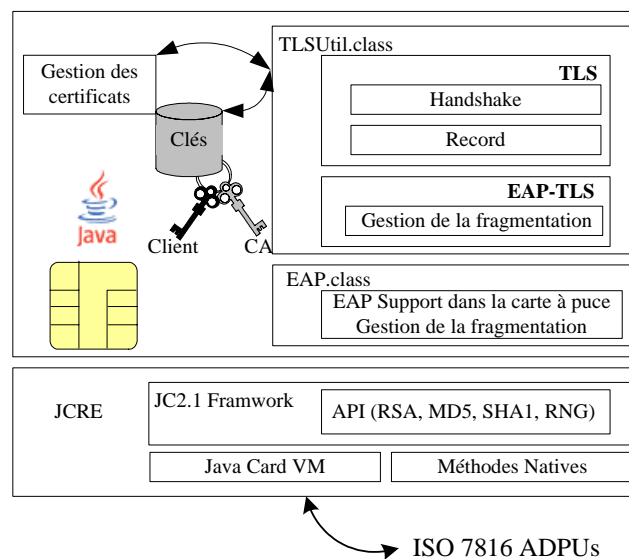 TLSUtil.class
Gestion des
certificats
TLS
Handshake
Record
Clés
EAP-TLS
Gestion de la fragmentation
Java
Client
CA
EAP.class
EAP Support dans la carte à puce
Gestion de la fragmentation
JCRE
JC2.1 Framwork
API (RSA, MD5, SHA1, RNG)
Java Card VM
Méthodes Natives
ISO 7816 ADPUs